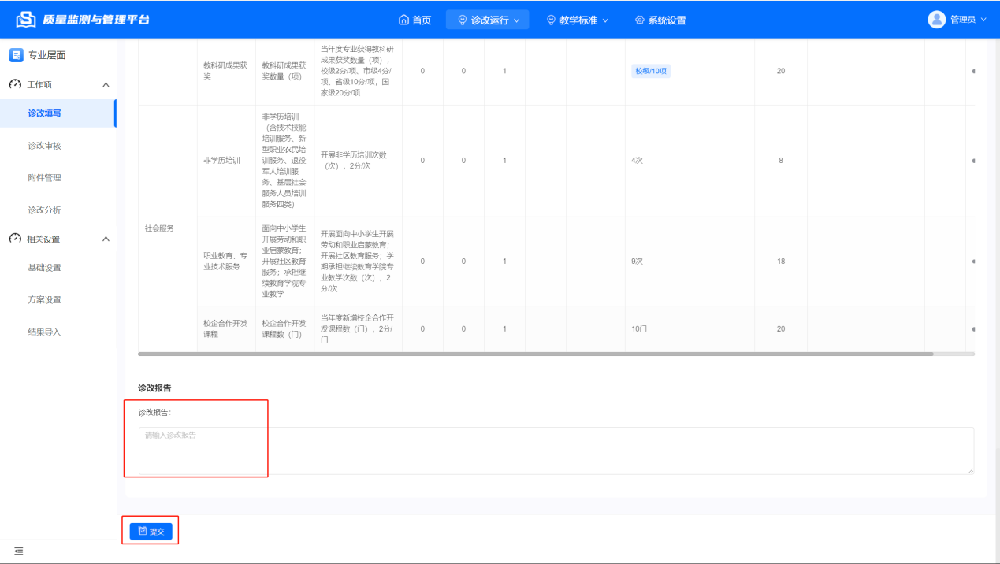 质量监测与管理平台
首页
诊改运行
教学标准
系统设置
管理员
专业层面
工作项
诊改填写
诊改审核
附件管理
诊改分析
相关设置
基础设置
方案设置
结果导入
教科研成果获
奖
教科研成果获
奖数量（项）
当年度专业获得教科研
成果获奖数量（项），
校级2分/项、市级4分/
项、省级10分/项，国
家级20分/项
0
0
1
校级/10项
20
社会服务
非学历培训
非学历培训
（含技术技能
培训服务、新
型职业农民培
训服务、退役
军人培训服
务、基层社会
服务人员培训
服务四类）
开展非学历培训次数
（次），2分/次
0
0
1
4次
8
职业教育、专
业技术服务
面向中小学生
开展劳动和职
业启蒙教育；
开展社区教育
服务；承担继
续教育学院专
业教学
开展面向中小学生开展
劳动和职业启蒙教育；
开展社区教育服务；学
期承担继续教育学院专
业教学次数（次），2
分/次
0
0
1
9次
18
校企合作开发
课程
校企合作开发
课程数（门）
当年度新增校企合作开
发课程数（门），2分/
门
0
0
1
10门
20
诊改报告
诊改报告：
请输入诊改报告
提交